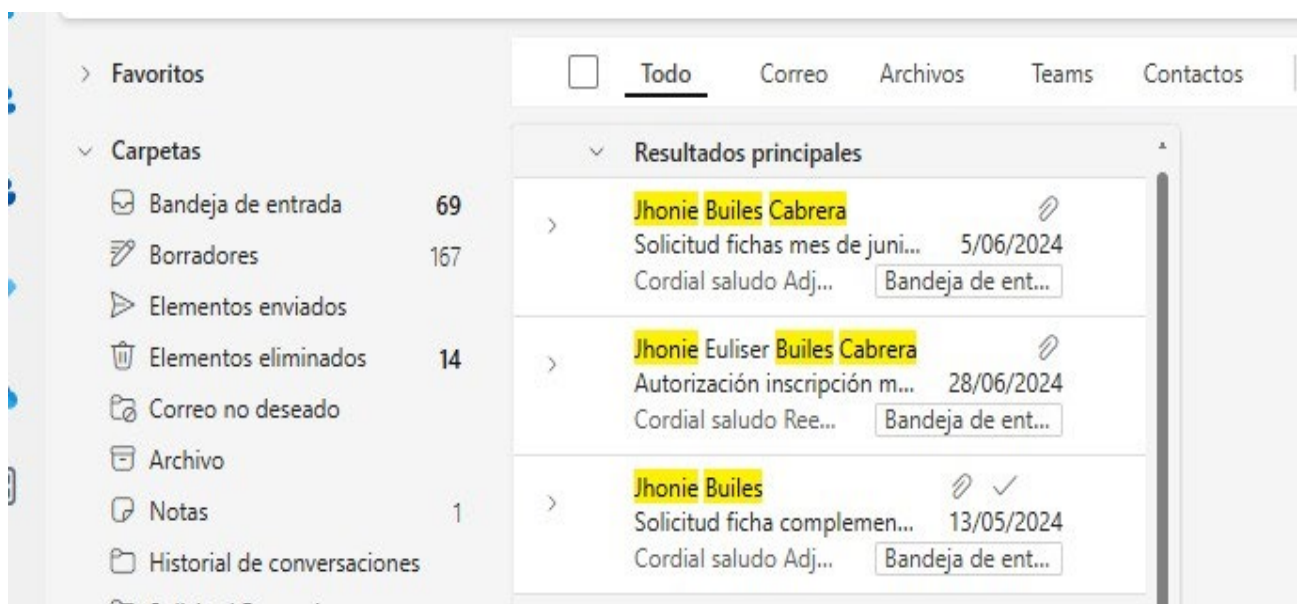 Favoritos
Carpetas
Bandeja de entrada 69
Borradores 167
Elementos enviados
Elementos eliminados 14
Correo no deseado
Archivo
Notas 1
Historial de conversaciones
Todo Correo Archivos Teams Contactos
Resultados principales
Jhonie Builes Cabrera
Solicitud fichas mes de juni... 5/06/2024
Cordial saludo Adj... Bandeja de ent...
Jhonie Euliser Builes Cabrera
Autorización inscripción m... 28/06/2024
Cordial saludo Ree... Bandeja de ent...
Jhonie Builes
Solicitud ficha complemen... 13/05/2024
Cordial saludo Adj... Bandeja de ent...